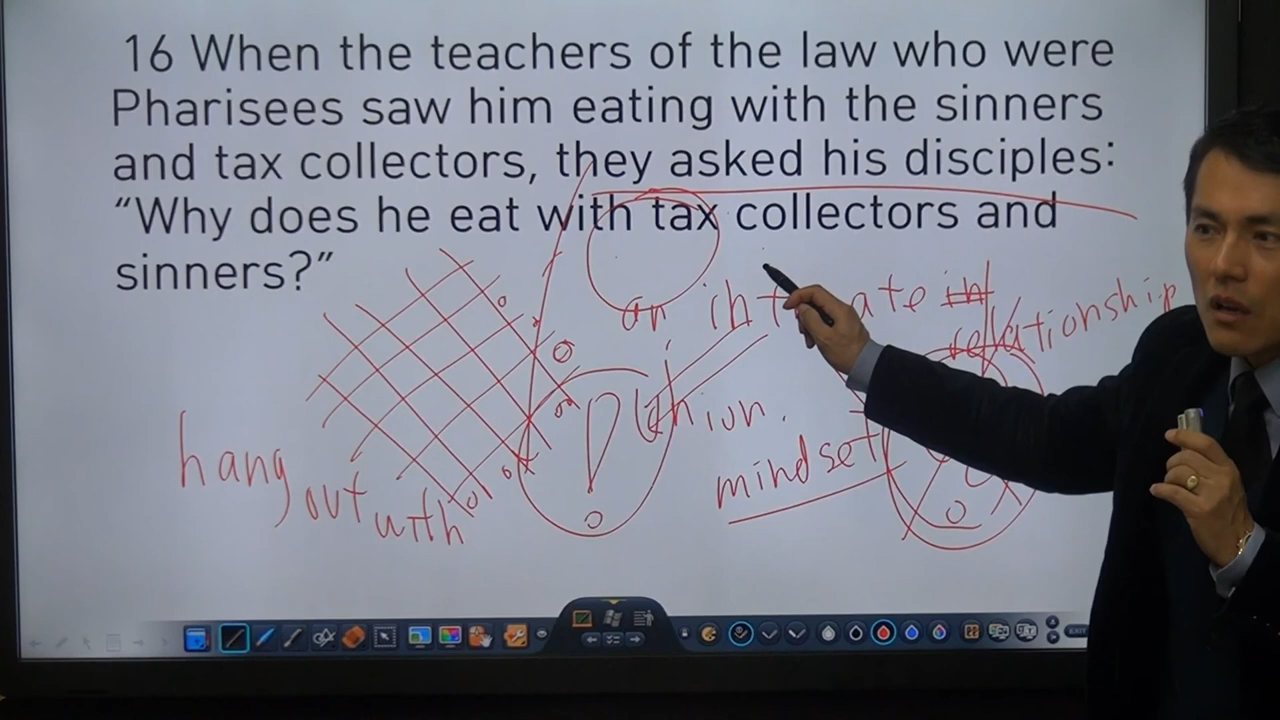 16 When the teachers of the law who were
Pharisees saw him eating with the sinners
and tax collectors, they asked his disciples:
“Why does he eat with tax collectors and
sinners?”
an ate
relationship
hang
out with
mindset
EXIT